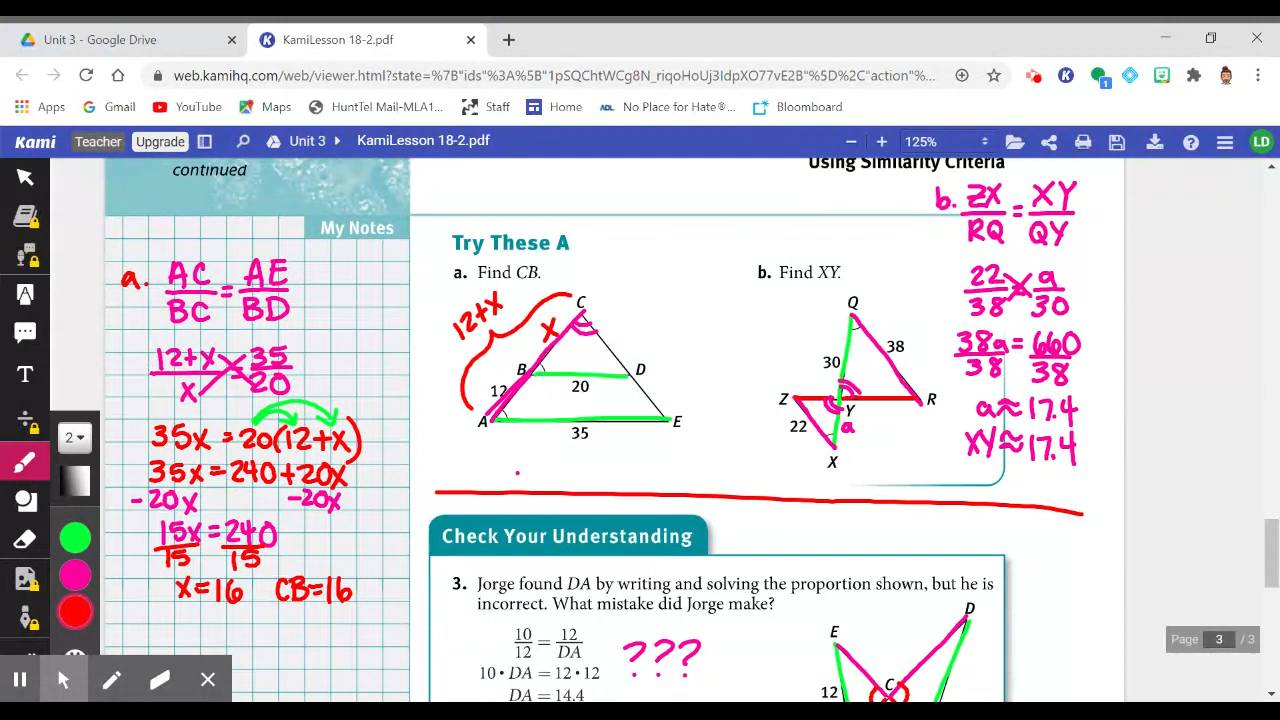 Unit 3 - Google Drive
KamiLesson 18-2.pdf
web.kamihq.com/web/viewer.html?state=%7B"ids"%3A%5B"1pSQChtWCg8N_riqoHoUj3IdpXO77vE2B"%5D%2C"action"%...
Apps
Gmail
YouTube
Maps
HuntTel Mail-MLA1...
Staff
Home
ADL No Place for Hate...
Bloomboard
Kami
Teacher
Upgrade
Unit 3
KamiLesson 18-2.pdf
125%
LD
continued
Using Similarity Criteria
My Notes
a. AC/BC = AE/BD
12+x/x = 35/20
35x = 20(12+x)
35x = 240+20x
-20x -20x
15x = 240
15 15
x = 16 CB = 16
Try These A
a. Find CB.
12+x
C
x
B
D
12
20
A
E
35
b. Find XY.
Q
30
38
Z
R
Y
22
a
X
b. ZX/RQ = XY/QY
22/38 = a/30
38a = 660
38 38
a ≈ 17.4
XY ≈ 17.4
Check Your Understanding
3. Jorge found DA by writing and solving the proportion shown, but he is
incorrect. What mistake did Jorge make?
10/12 = 12/DA
10 • DA = 12 • 12
DA = 14.4
???
D
E
C
12
2
Page 3 / 3